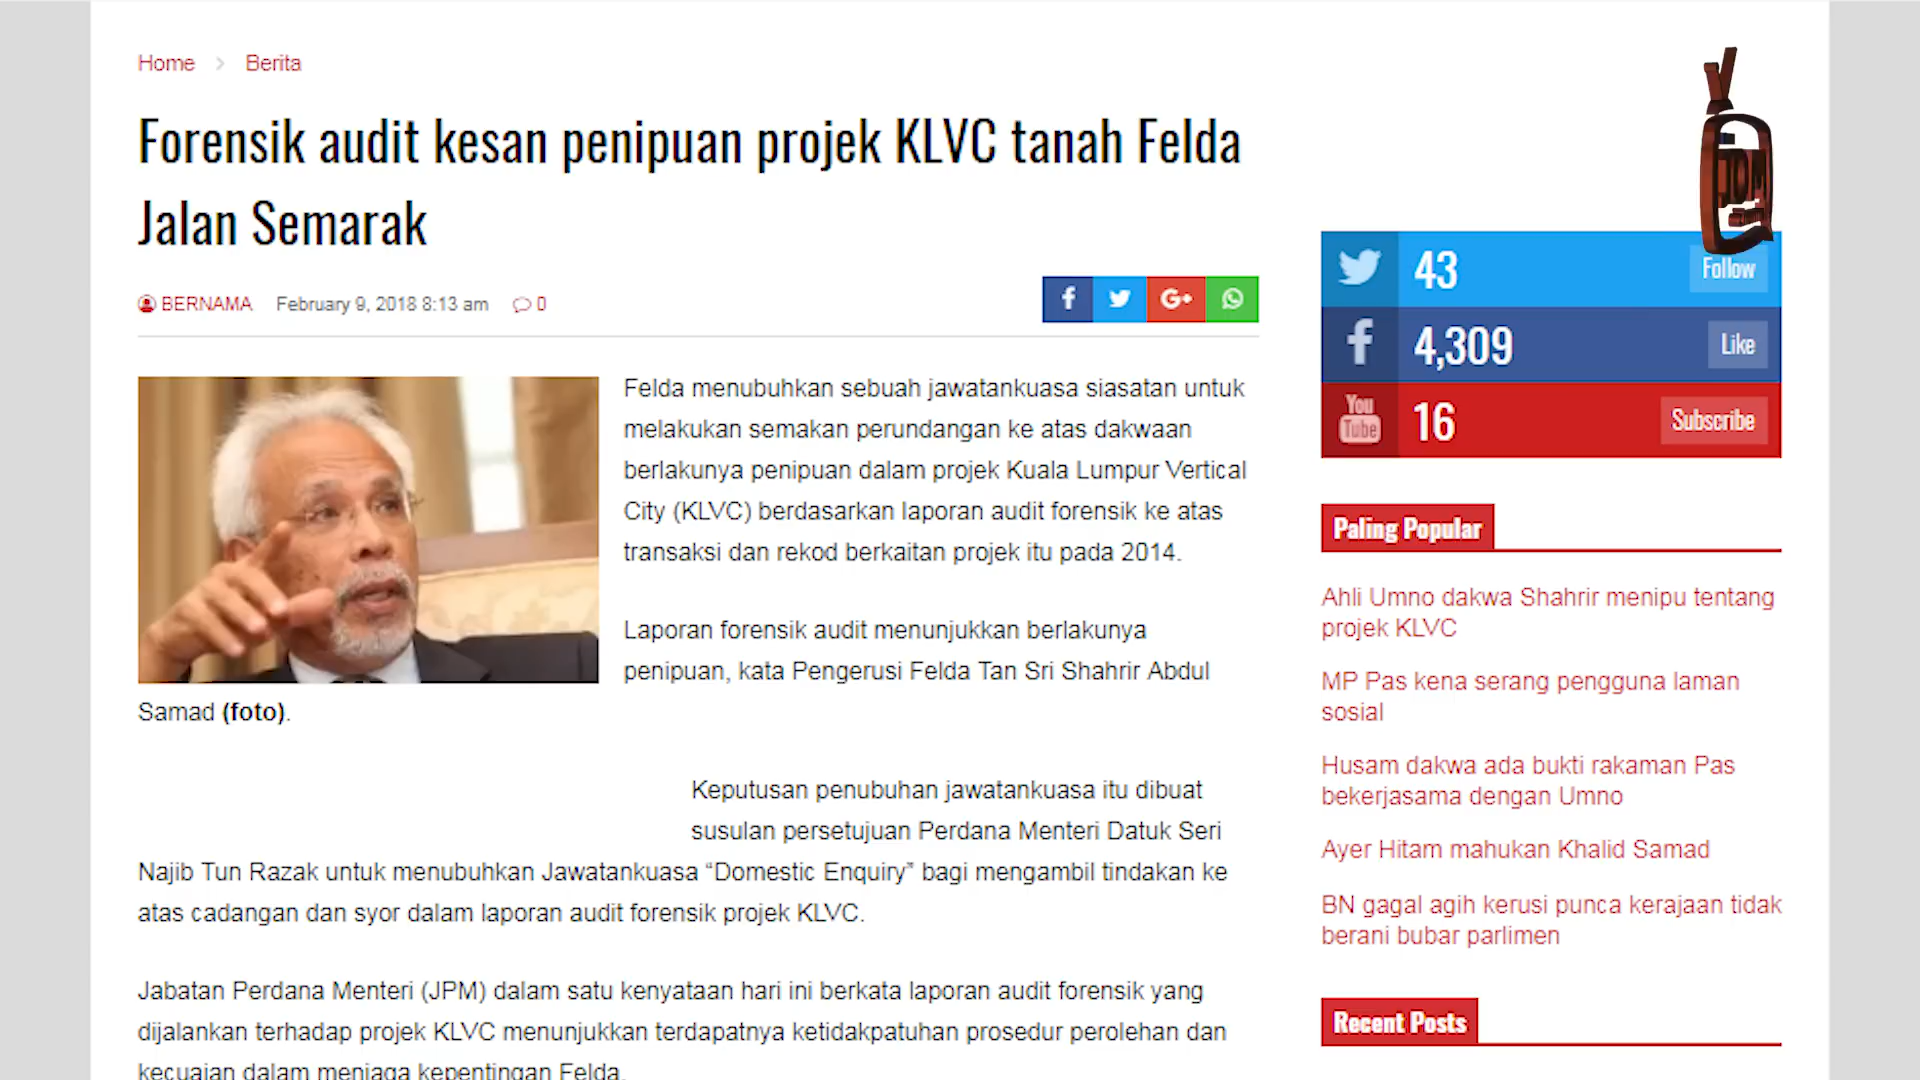 Home > Berita
Forensik audit kesan penipuan projek KLVC tanah Felda
Jalan Semarak
BERNAMA February 9, 2018 8:13 am 0
Felda menubuhkan sebuah jawatankuasa siasatan untuk
melakukan semakan perundangan ke atas dakwaan
berlakunya penipuan dalam projek Kuala Lumpur Vertical
City (KLVC) berdasarkan laporan audit forensik ke atas
transaksi dan rekod berkaitan projek itu pada 2014.
Laporan forensik audit menunjukkan berlakunya
penipuan, kata Pengerusi Felda Tan Sri Shahrir Abdul
Samad (foto).
Keputusan penubuhan jawatankuasa itu dibuat
susulan persetujuan Perdana Menteri Datuk Seri
Najib Tun Razak untuk menubuhkan Jawatankuasa “Domestic Enquiry” bagi mengambil tindakan ke
atas cadangan dan syor dalam laporan audit forensik projek KLVC.
Jabatan Perdana Menteri (JPM) dalam satu kenyataan hari ini berkata laporan audit forensik yang
dijalankan terhadap projek KLVC menunjukkan terdapatnya ketidakpatuhan prosedur perolehan dan
kecuaian dalam menjaga kepentingan Felda.
43 Follow
4,309 Like
You Tube 16 Subscribe
Paling Popular
Ahli Umno dakwa Shahrir menipu tentang
projek KLVC
MP Pas kena serang pengguna laman
sosial
Husam dakwa ada bukti rakaman Pas
bekerjasama dengan Umno
Ayer Hitam mahukan Khalid Samad
BN gagal agih kerusi punca kerajaan tidak
berani bubar parlimen
Recent Posts